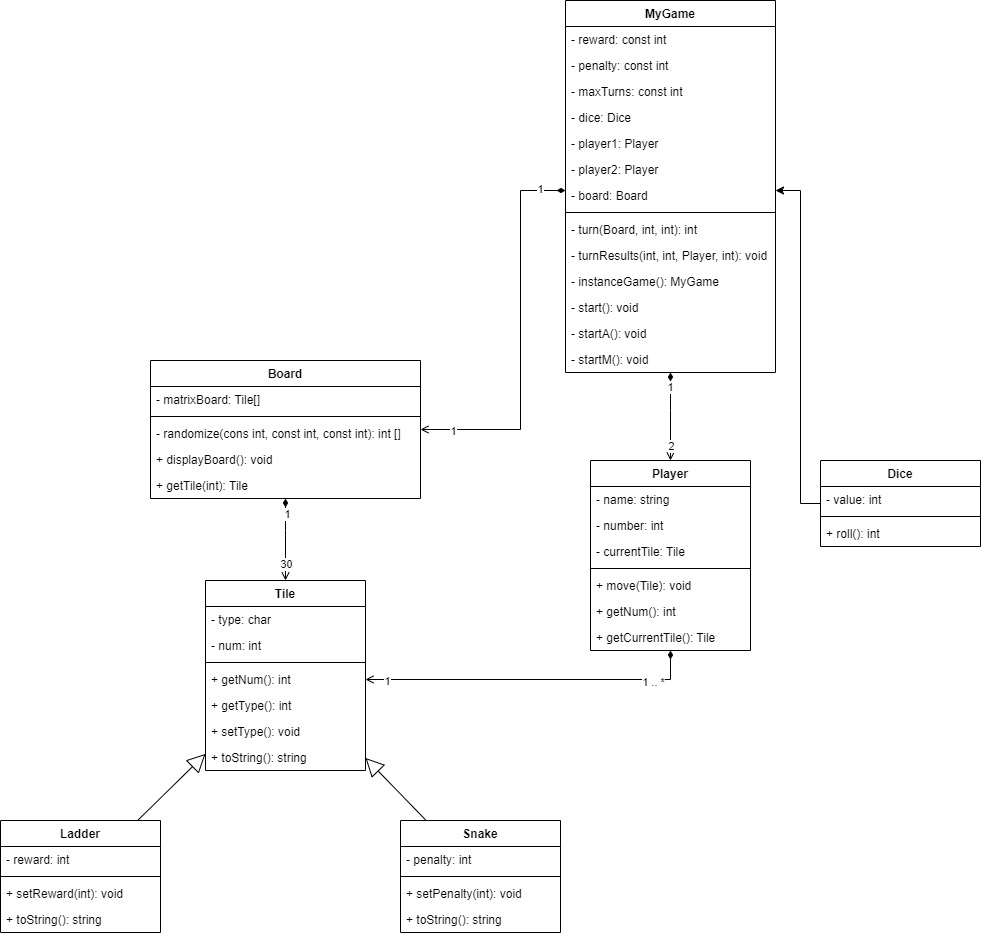 MyGame
- reward: const int
- penalty: const int
- maxTurns: const int
- dice: Dice
- player1: Player
- player2: Player
- board: Board
- turn(Board, int, int): int
- turnResults(int, int, Player, int): void
- instanceGame(): MyGame
- start(): void
- startA(): void
- startM(): void
1
1
1
2
Board
- matrixBoard: Tile[]
- randomize(cons int, const int, const int): int []
+ displayBoard(): void
+ getTile(int): Tile
1
30
Player
- name: string
- number: int
- currentTile: Tile
+ move(Tile): void
+ getNum(): int
+ getCurrentTile(): Tile
Dice
- value: int
+ roll(): int
Tile
- type: char
- num: int
+ getNum(): int
+ getType(): int
+ setType(): void
+ toString(): string
1
1 .. *
Ladder
- reward: int
+ setReward(int): void
+ toString(): string
Snake
- penalty: int
+ setPenalty(int): void
+ toString(): string